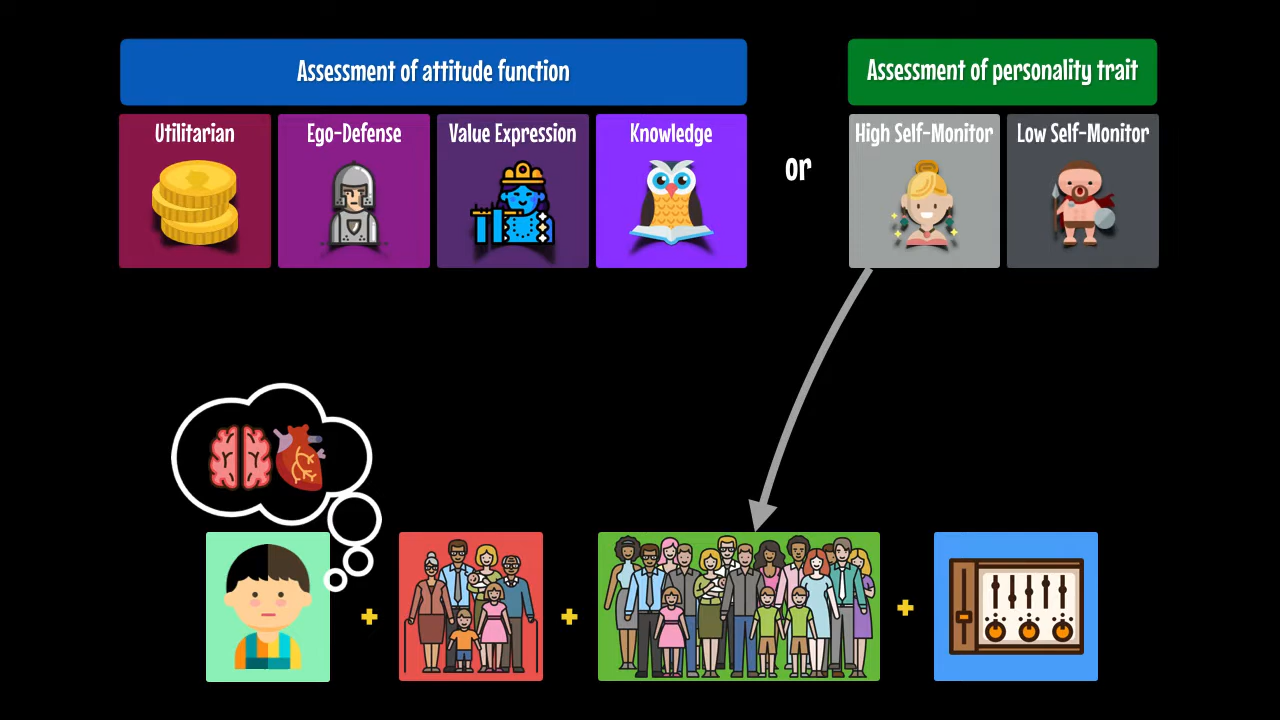 Assessment of attitude function
Assessment of personality trait
Utilitarian
Ego-Defense
Value Expression
Knowledge
or
High Self-Monitor
Low Self-Monitor
+
+
+